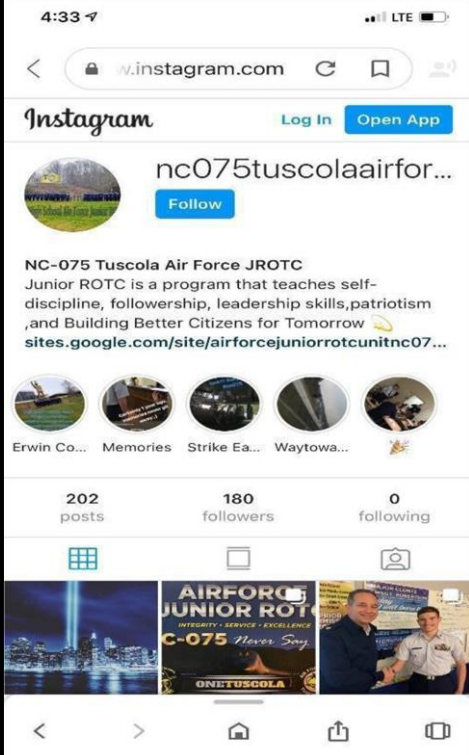 4:33
LTE
v.instagram.com
Instagram
Log In
Open App
nc075tuscolaairfor...
Follow
NC-075 Tuscola Air Force JROTC
Junior ROTC is a program that teaches self-
discipline, followership, leadership skills,patriotism
,and Building Better Citizens for Tomorrow
sites.google.com/site/airforcejuniorrotcunitnc07...
Erwin Co...
Memories
Strike Ea...
Waytowa...
202
posts
180
followers
0
following
AIRFORCE
JUNIOR ROT
INTEGRITY - SERVICE - EXCELLENCE
C-075 Never Say
ONETUSCOLA